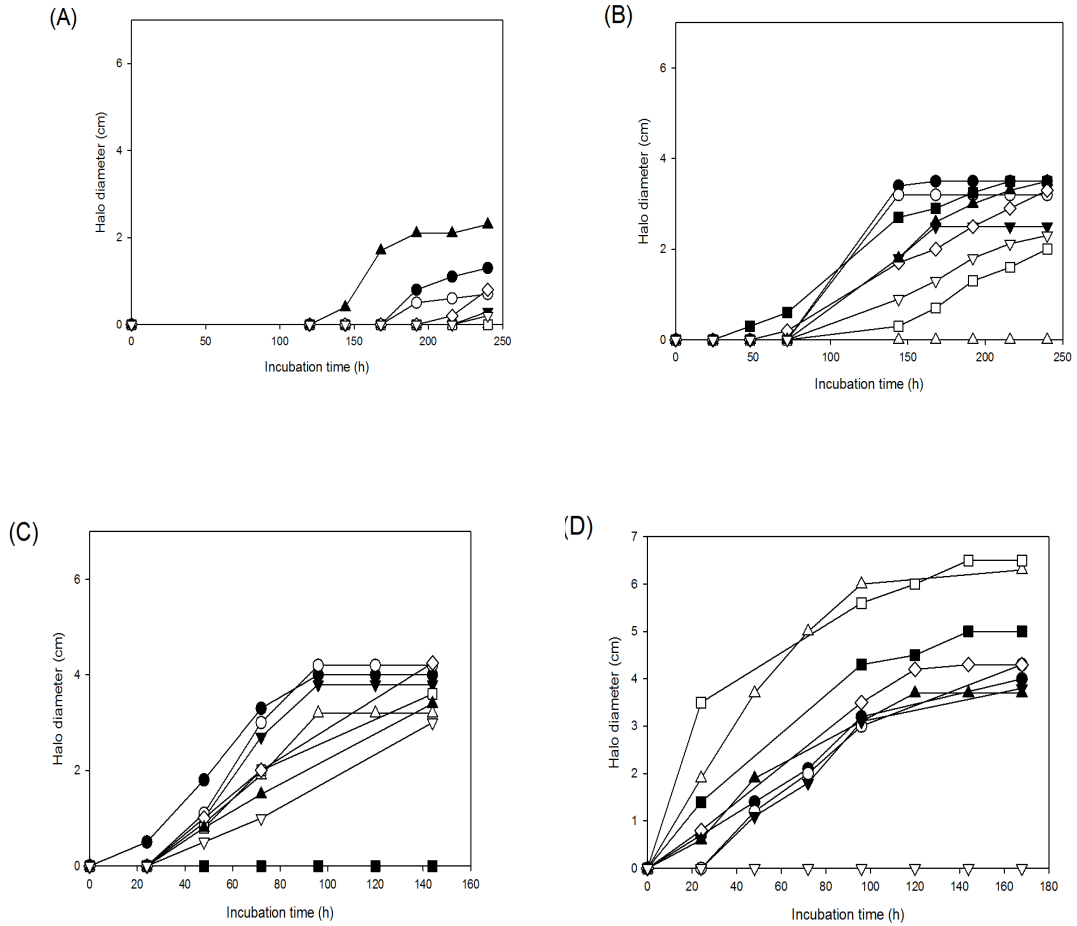 (A)
6
4
2
0
Halo diameter (cm)
0 50 100 150 200 250
Incubation time (h)
(B)
6
4
2
0
Halo diameter (cm)
0 50 100 150 200 250
Incubation time (h)
(C)
6
4
2
0
Halo diameter (cm)
0 20 40 60 80 100 120 140 160
Incubation time (h)
(D)
7
6
5
4
3
2
1
0
Halo diameter (cm)
0 20 40 60 80 100 120 140 160 180
Incubation time (h)